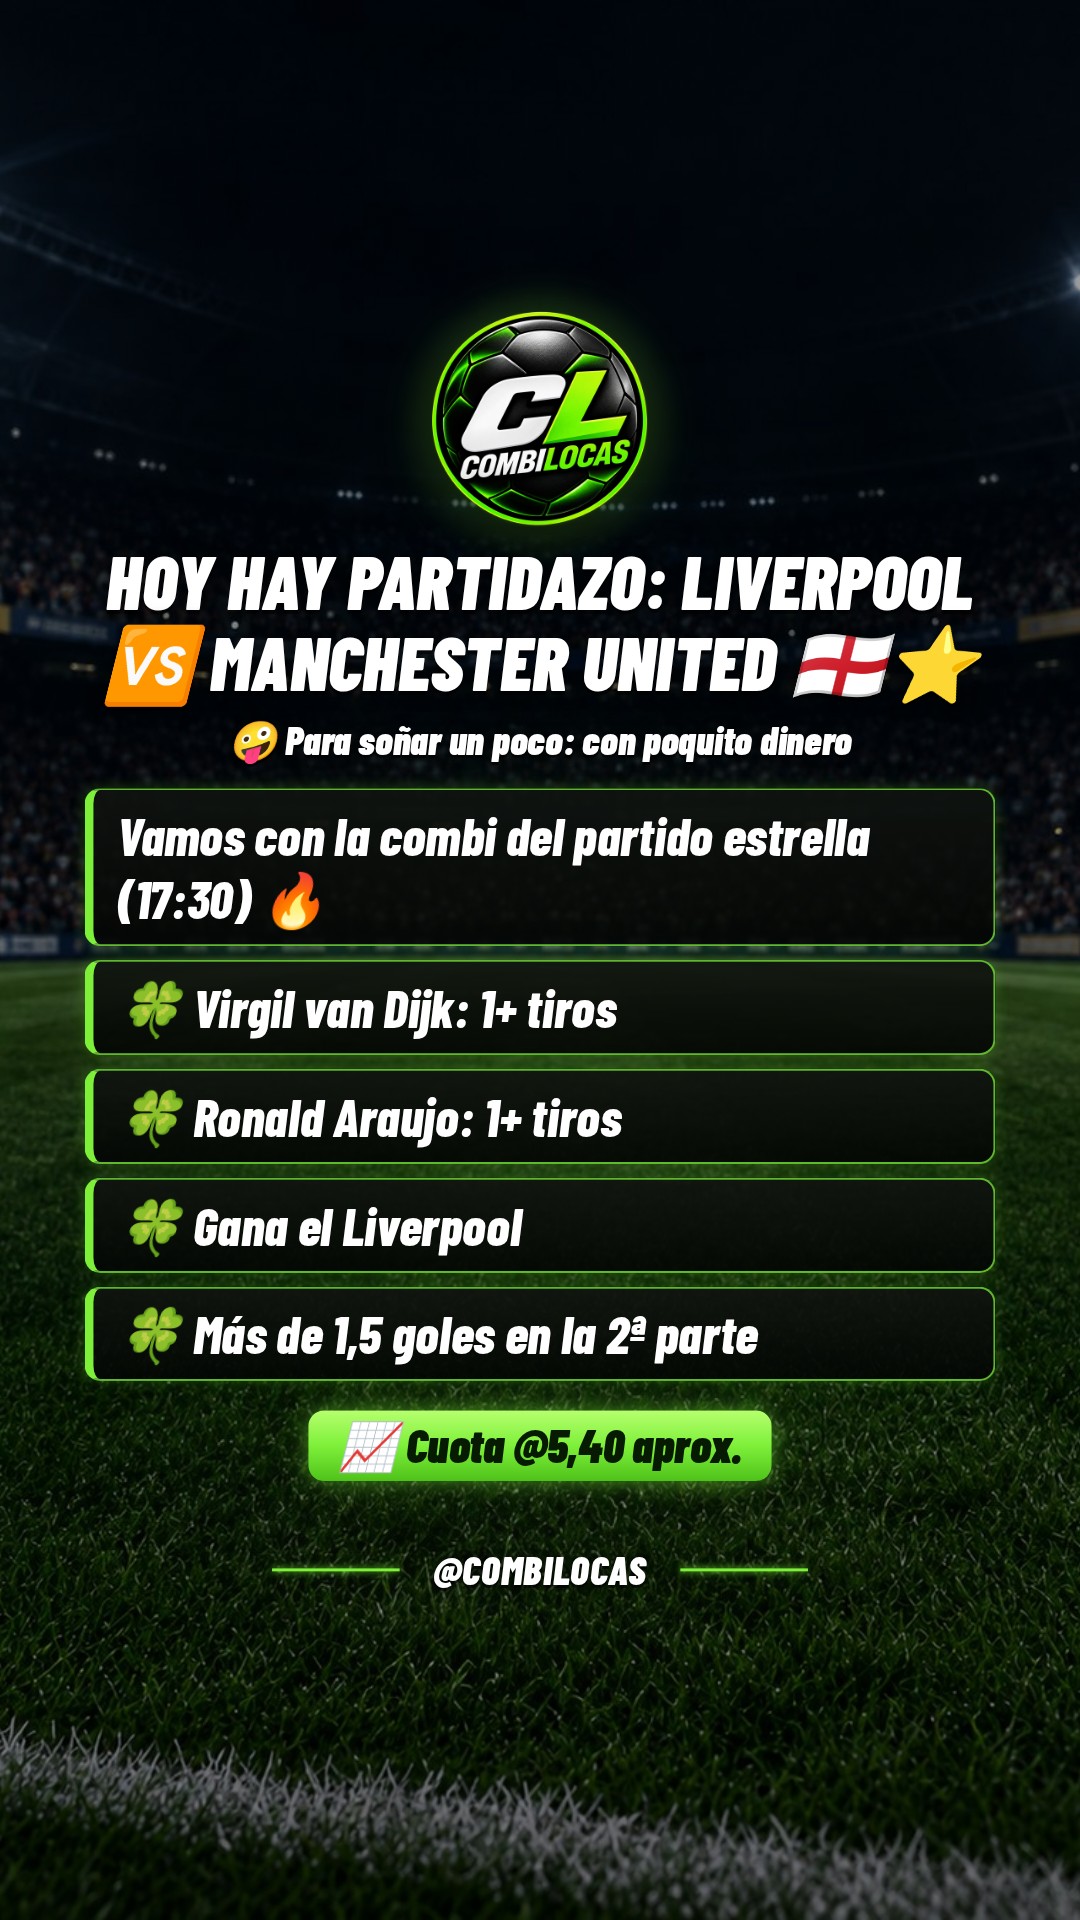 CL
COMBILOCAS
HOY HAY PARTIDAZO: LIVERPOOL
🆚 MANCHESTER UNITED 🏴󠁧󠁢󠁥󠁮󠁧󠁿⭐
🤪 Para soñar un poco: con poquito dinero
Vamos con la combi del partido estrella
(17:30) 🔥
🍀 Virgil van Dijk: 1+ tiros
🍀 Ronald Araujo: 1+ tiros
🍀 Gana el Liverpool
🍀 Más de 1,5 goles en la 2ª parte
📈 Cuota @5,40 aprox.
@COMBILOCAS